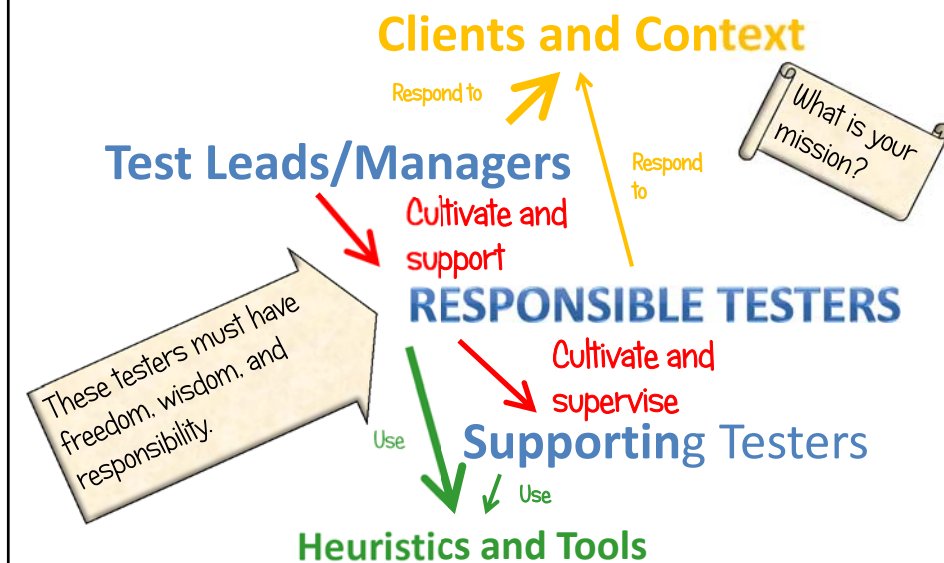 Clients and Context
Respond to
What is your
mission?
Test Leads/Managers
Respond
to
Cultivate and
support
These testers must have
freedom, wisdom, and
responsibility.
RESPONSIBLE TESTERS
Cultivate and
supervise
Use
Supporting Testers
Use
Heuristics and Tools